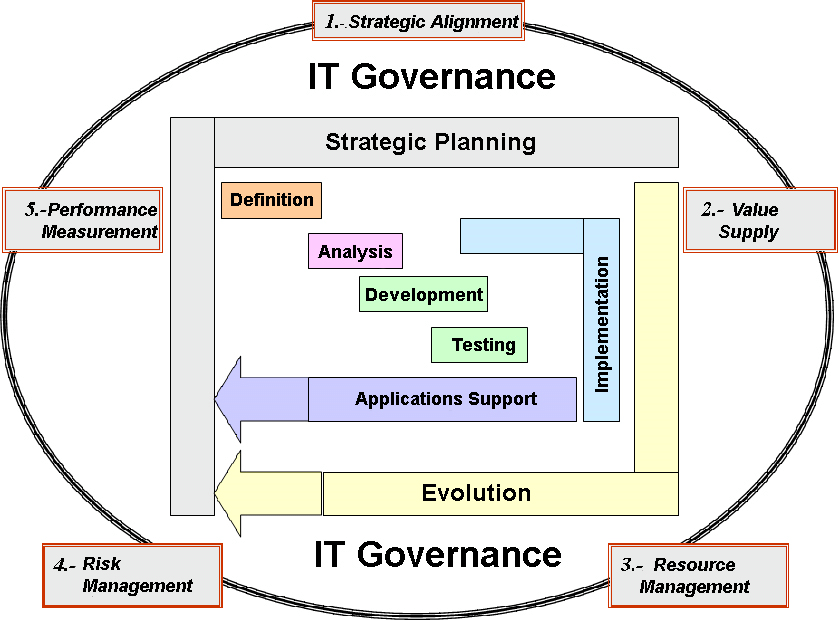 1.-.Strategic Alignment
IT Governance
Strategic Planning
5.-Performance
Measurement
Definition
2.- Value
Supply
Analysis
Implementation
Development
Testing
Applications Support
Evolution
IT Governance
4.- Risk
Management
3.- Resource
Management